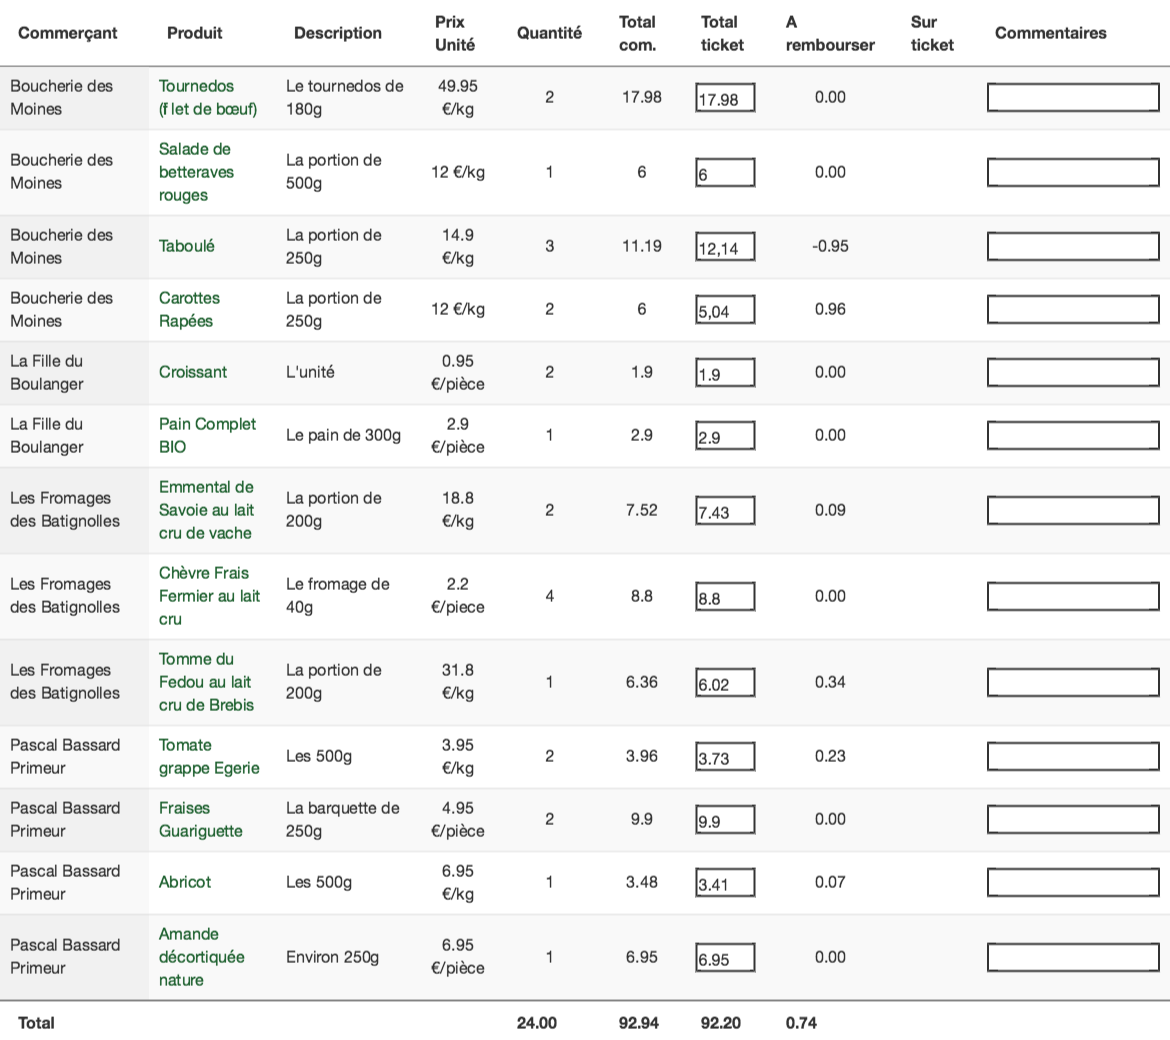 Commerçant Produit Description Prix Unité Quantité Total com. Total ticket A rembourser Sur ticket Commentaires
Boucherie des Moines Tournedos (f let de bœuf) Le tournedos de 180g 49.95 €/kg 2 17.98 17.98 0.00
Boucherie des Moines Salade de betteraves rouges La portion de 500g 12 €/kg 1 6 6 0.00
Boucherie des Moines Taboulé La portion de 250g 14.9 €/kg 3 11.19 12,14 -0.95
Boucherie des Moines Carottes Rapées La portion de 250g 12 €/kg 2 6 5,04 0.96
La Fille du Boulanger Croissant L'unité 0.95 €/pièce 2 1.9 1.9 0.00
La Fille du Boulanger Pain Complet BIO Le pain de 300g 2.9 €/pièce 1 2.9 2.9 0.00
Les Fromages des Batignolles Emmental de Savoie au lait cru de vache La portion de 200g 18.8 €/kg 2 7.52 7.43 0.09
Les Fromages des Batignolles Chèvre Frais Fermier au lait cru Le fromage de 40g 2.2 €/piece 4 8.8 8.8 0.00
Les Fromages des Batignolles Tomme du Fedou au lait cru de Brebis La portion de 200g 31.8 €/kg 1 6.36 6.02 0.34
Pascal Bassard Primeur Tomate grappe Egerie Les 500g 3.95 €/kg 2 3.96 3.73 0.23
Pascal Bassard Primeur Fraises Guariguette La barquette de 250g 4.95 €/pièce 2 9.9 9.9 0.00
Pascal Bassard Primeur Abricot Les 500g 6.95 €/kg 1 3.48 3.41 0.07
Pascal Bassard Primeur Amande décortiquée nature Environ 250g 6.95 €/pièce 1 6.95 6.95 0.00
Total 24.00 92.94 92.20 0.74